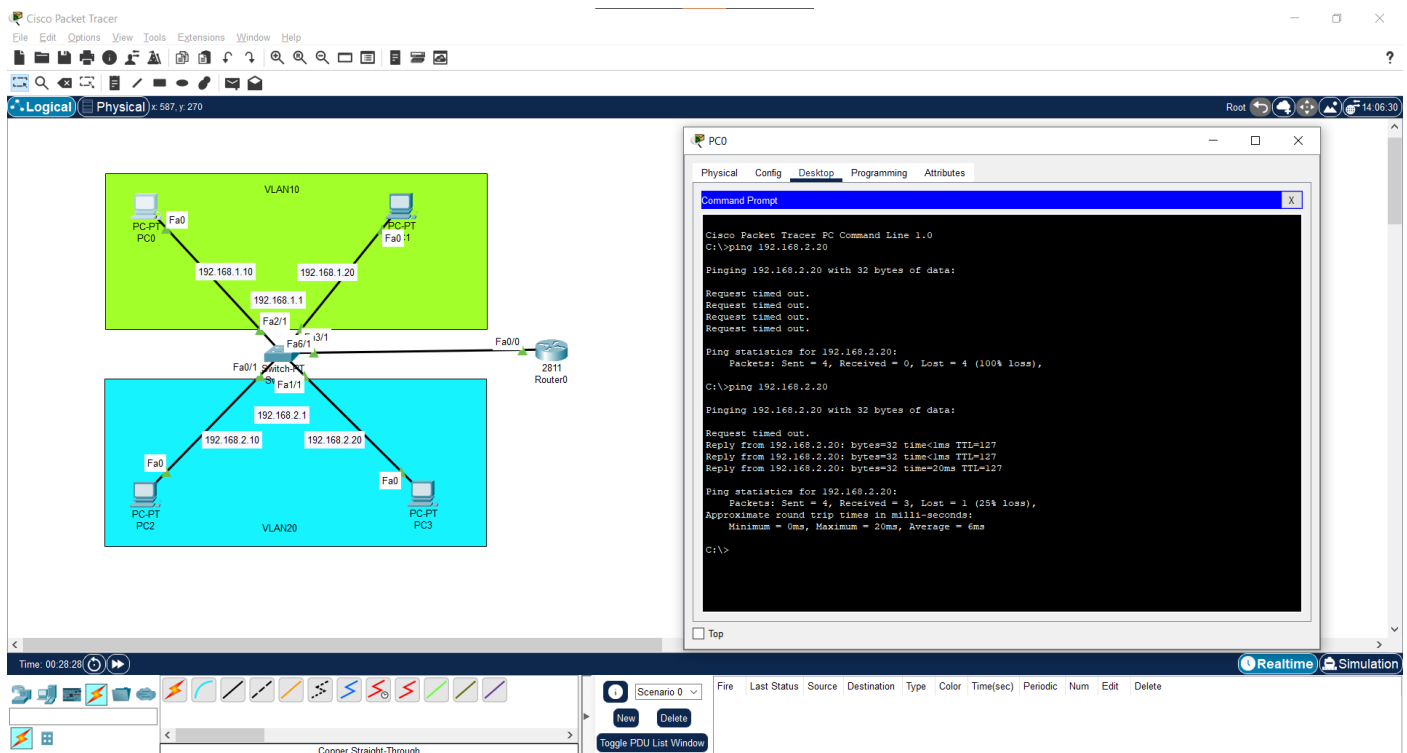 Cisco Packet Tracer
File Edit Options View Tools Extensions Window Help
?
Logical Physical x: 587, y: 270 Root 14:06:30
VLAN10
PC-PT
PC0
Fa0
PC-PT
Fa0
192.168.1.10
192.168.1.20
192.168.1.1
Fa2/1
Fa6/1
Fa0/0
2811
Router0
Fa0/1
Switch-PT
Fa1/1
192.168.2.1
192.168.2.10
192.168.2.20
Fa0
Fa0
PC-PT
PC2
PC-PT
PC3
VLAN20
PC0
Physical Config Desktop Programming Attributes
Command Prompt X
Cisco Packet Tracer PC Command Line 1.0
C:\>ping 192.168.2.20
Pinging 192.168.2.20 with 32 bytes of data:
Request timed out.
Request timed out.
Request timed out.
Request timed out.
Ping statistics for 192.168.2.20:
Packets: Sent = 4, Received = 0, Lost = 4 (100% loss),
C:\>ping 192.168.2.20
Pinging 192.168.2.20 with 32 bytes of data:
Request timed out.
Reply from 192.168.2.20: bytes=32 time<1ms TTL=127
Reply from 192.168.2.20: bytes=32 time<1ms TTL=127
Reply from 192.168.2.20: bytes=32 time=20ms TTL=127
Ping statistics for 192.168.2.20:
Packets: Sent = 4, Received = 3, Lost = 1 (25% loss),
Approximate round trip times in milli-seconds:
Minimum = 0ms, Maximum = 20ms, Average = 6ms
C:\>
Top
Time: 00:28:28
Realtime Simulation
Scenario 0
New Delete
Toggle PDU List Window
Fire Last Status Source Destination Type Color Time(sec) Periodic Num Edit Delete
Copper Straight-Through